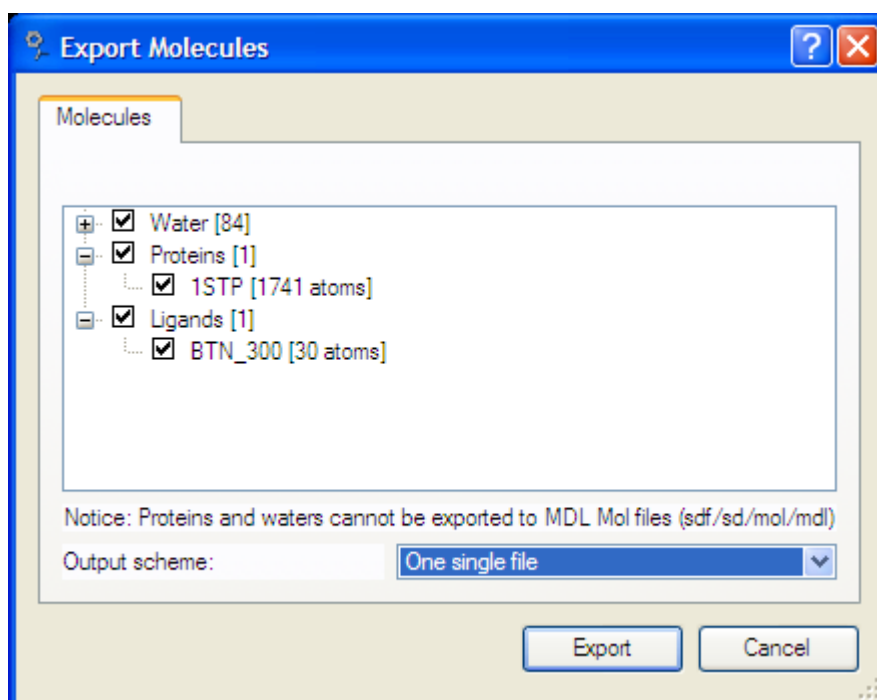 Export Molecules
Molecules
Water [84]
Proteins [1]
1STP [1741 atoms]
Ligands [1]
BTN_300 [30 atoms]
Notice: Proteins and waters cannot be exported to MDL Mol files (sdf/sd/mol/mdl)
Output scheme: One single file
Export Cancel